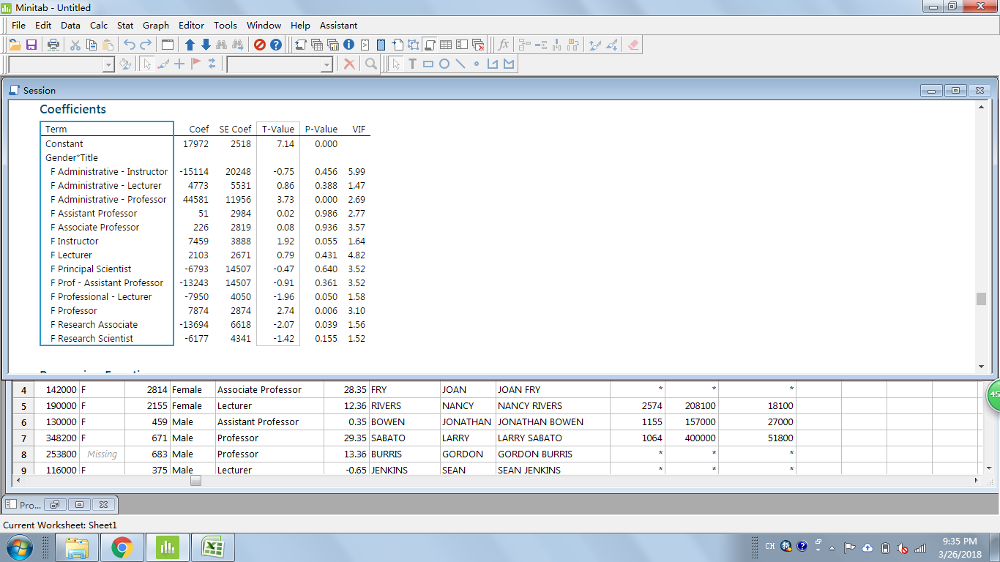 Minitab - Untitled
File Edit Data Calc Stat Graph Editor Tools Window Help Assistant
Session
Coefficients
Term Coef SE Coef T-Value P-Value VIF
Constant 17972 2518 7.14 0.000
Gender*Title
F Administrative - Instructor -15114 20248 -0.75 0.456 5.99
F Administrative - Lecturer 4773 5531 0.86 0.388 1.47
F Administrative - Professor 44581 11956 3.73 0.000 2.69
F Assistant Professor 51 2984 0.02 0.986 2.77
F Associate Professor 226 2819 0.08 0.936 3.57
F Instructor 7459 3888 1.92 0.055 1.64
F Lecturer 2103 2671 0.79 0.431 4.82
F Principal Scientist -6793 14507 -0.47 0.640 3.52
F Prof - Assistant Professor -13243 14507 -0.91 0.361 3.52
F Professional - Lecturer -7950 4050 -1.96 0.050 1.58
F Professor 7874 2874 2.74 0.006 3.10
F Research Associate -13694 6618 -2.07 0.039 1.56
F Research Scientist -6177 4341 -1.42 0.155 1.52
4 142000 F 2814 Female Associate Professor 28.35 FRY JOAN JOAN FRY * * *
5 190000 F 2155 Female Lecturer 12.36 RIVERS NANCY NANCY RIVERS 2574 208100 18100
6 130000 F 459 Male Assistant Professor 0.35 BOWEN JONATHAN JONATHAN BOWEN 1155 157000 27000
7 348200 F 671 Male Professor 29.35 SABATO LARRY LARRY SABATO 1064 400000 51800
8 253800 Missing 683 Male Professor 13.36 BURRIS GORDON GORDON BURRIS * * *
9 116000 F 375 Male Lecturer -0.65 JENKINS SEAN SEAN JENKINS * * *
45
Pro...
Current Worksheet: Sheet1
CH
9:35 PM
3/26/2018